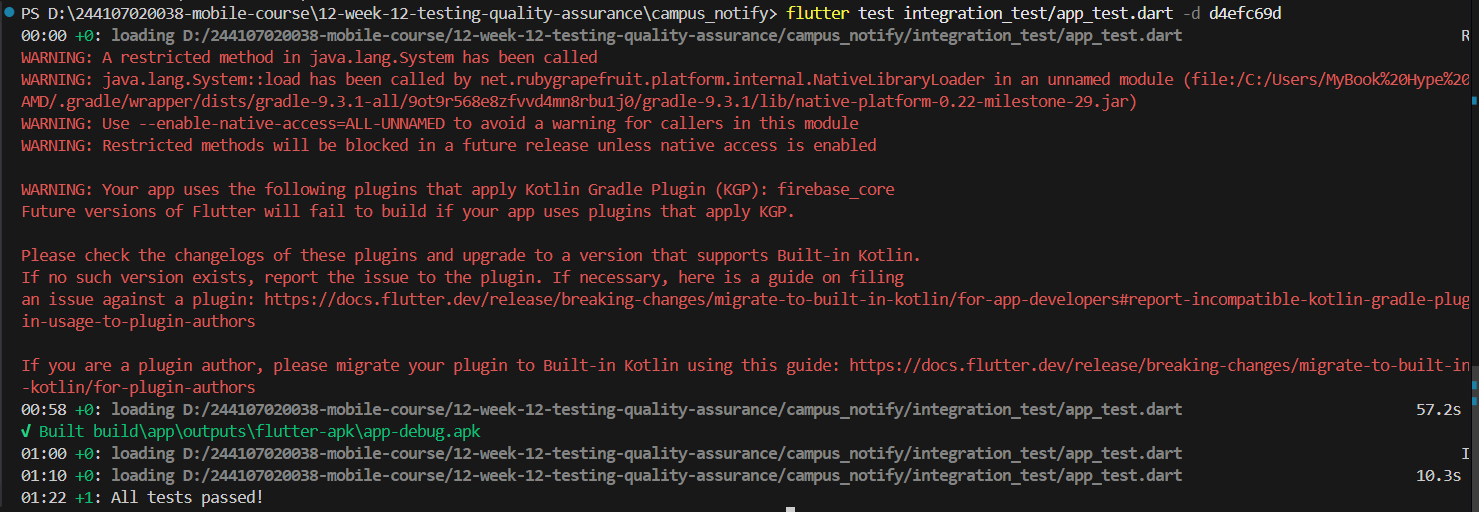 PS D:\244107020038-mobile-course\12-week-12-testing-quality-assurance\campus_notify> flutter test integration_test/app_test.dart -d d4efc69d
00:00 +0: loading D:/244107020038-mobile-course/12-week-12-testing-quality-assurance/campus_notify/integration_test/app_test.dart R
WARNING: A restricted method in java.lang.System has been called
WARNING: java.lang.System::load has been called by net.rubygrapefruit.platform.internal.NativeLibraryLoader in an unnamed module (file:/C:/Users/MyBook%20Hype%20
AMD/.gradle/wrapper/dists/gradle-9.3.1-all/9ot9r568e8zfvvd4mn8rbu1j0/gradle-9.3.1/lib/native-platform-0.22-milestone-29.jar)
WARNING: Use --enable-native-access=ALL-UNNAMED to avoid a warning for callers in this module
WARNING: Restricted methods will be blocked in a future release unless native access is enabled
WARNING: Your app uses the following plugins that apply Kotlin Gradle Plugin (KGP): firebase_core
Future versions of Flutter will fail to build if your app uses plugins that apply KGP.
Please check the changelogs of these plugins and upgrade to a version that supports Built-in Kotlin.
If no such version exists, report the issue to the plugin. If necessary, here is a guide on filing
an issue against a plugin: https://docs.flutter.dev/release/breaking-changes/migrate-to-built-in-kotlin/for-app-developers#report-incompatible-kotlin-gradle-plug
in-usage-to-plugin-authors
If you are a plugin author, please migrate your plugin to Built-in Kotlin using this guide: https://docs.flutter.dev/release/breaking-changes/migrate-to-built-in
-kotlin/for-plugin-authors
00:58 +0: loading D:/244107020038-mobile-course/12-week-12-testing-quality-assurance/campus_notify/integration_test/app_test.dart 57.2s
√ Built build\app\outputs\flutter-apk\app-debug.apk
01:00 +0: loading D:/244107020038-mobile-course/12-week-12-testing-quality-assurance/campus_notify/integration_test/app_test.dart I
01:10 +0: loading D:/244107020038-mobile-course/12-week-12-testing-quality-assurance/campus_notify/integration_test/app_test.dart 10.3s
01:22 +1: All tests passed!